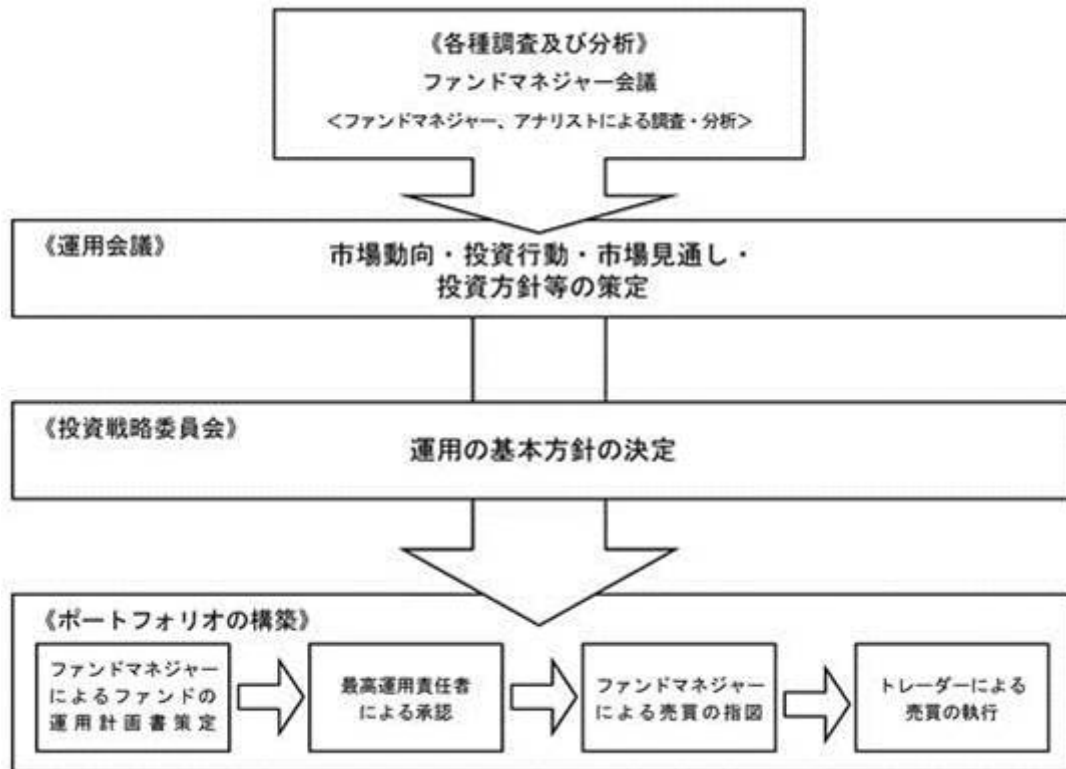 《各種調査及び分析》
ファンドマネジャー会議
<ファンドマネジャー、アナリストによる調査・分析>
《運用会議》
市場動向・投資行動・市場見通し・
投資方針等の策定
《投資戦略委員会》
運用の基本方針の決定
《ポートフォリオの構築》
ファンドマネジャー
によるファンドの
運用計画書策定
最高運用責任者
による承認
ファンドマネジャー
による売買の指図
トレーダーによる
売買の執行